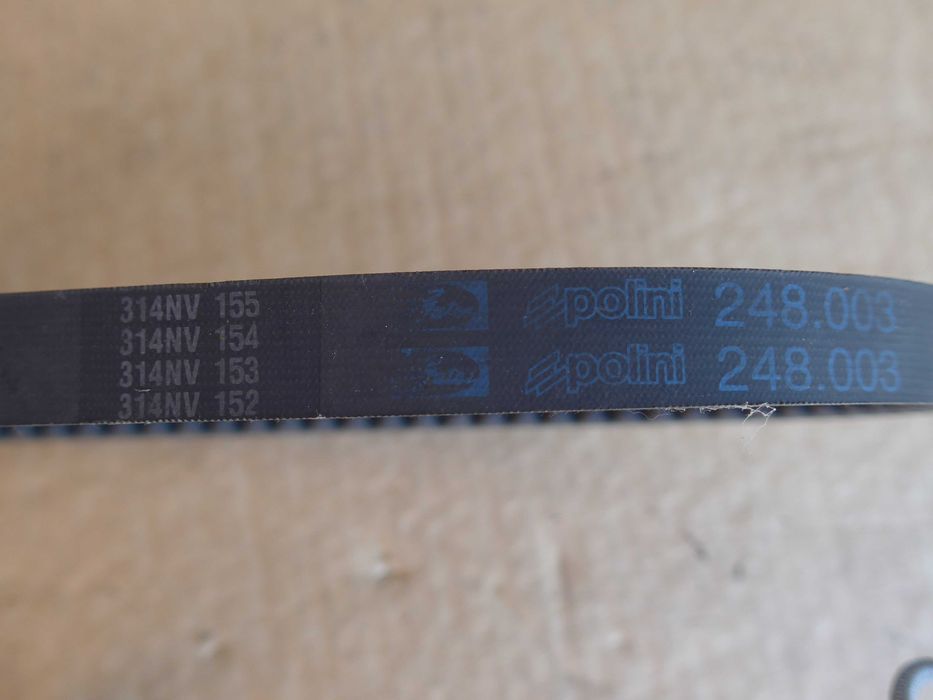 314NV 155
314NV 154
314NV 153
314NV 152
polini 248.003
polini 248.003